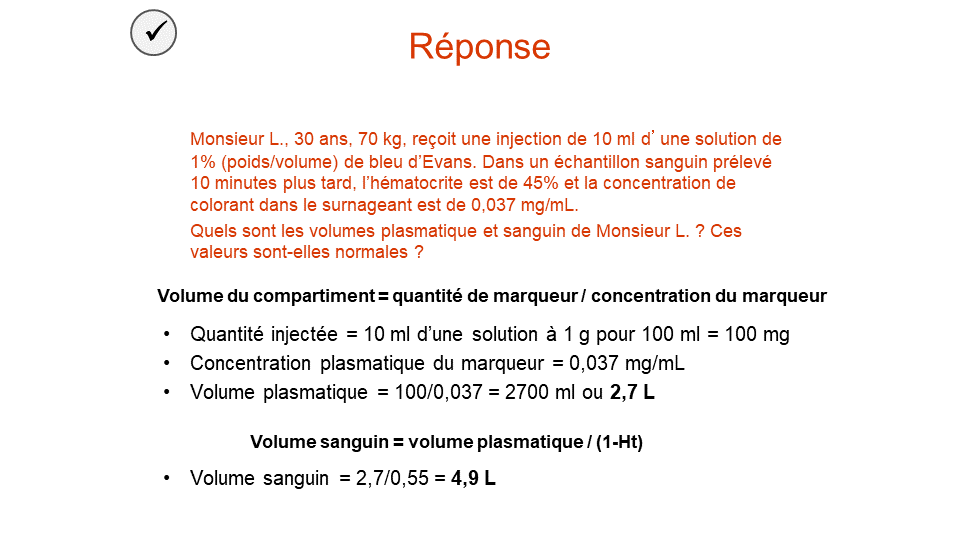 Réponse
Monsieur L., 30 ans, 70 kg, reçoit une injection de 10 ml d’ une solution de
1% (poids/volume) de bleu d’Evans. Dans un échantillon sanguin prélevé
10 minutes plus tard, l’hématocrite est de 45% et la concentration de
colorant dans le surnageant est de 0,037 mg/mL.
Quels sont les volumes plasmatique et sanguin de Monsieur L. ? Ces
valeurs sont-elles normales ?
Volume du compartiment = quantité de marqueur / concentration du marqueur
• Quantité injectée = 10 ml d’une solution à 1 g pour 100 ml = 100 mg
• Concentration plasmatique du marqueur = 0,037 mg/mL
• Volume plasmatique = 100/0,037 = 2700 ml ou 2,7 L
Volume sanguin = volume plasmatique / (1-Ht)
• Volume sanguin = 2,7/0,55 = 4,9 L